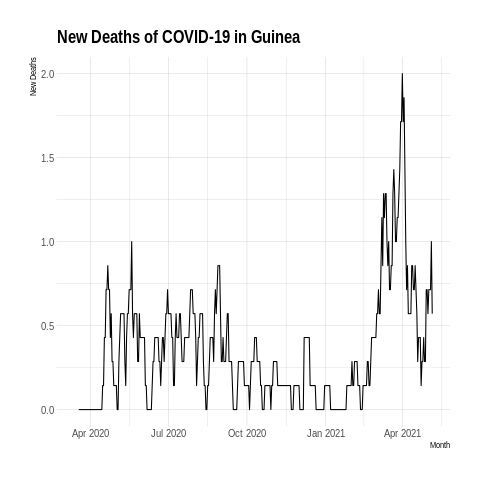 New Deaths of COVID-19 in Guinea
New Deaths
2.0
1.5
1.0
0.5
0.0
Apr 2020 Jul 2020 Oct 2020 Jan 2021 Apr 2021
Month